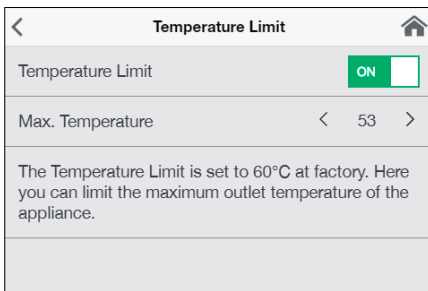 Temperature Limit
Temperature Limit ON
Max. Temperature 53
The Temperature Limit is set to 60°C at factory. Here
you can limit the maximum outlet temperature of the
appliance.